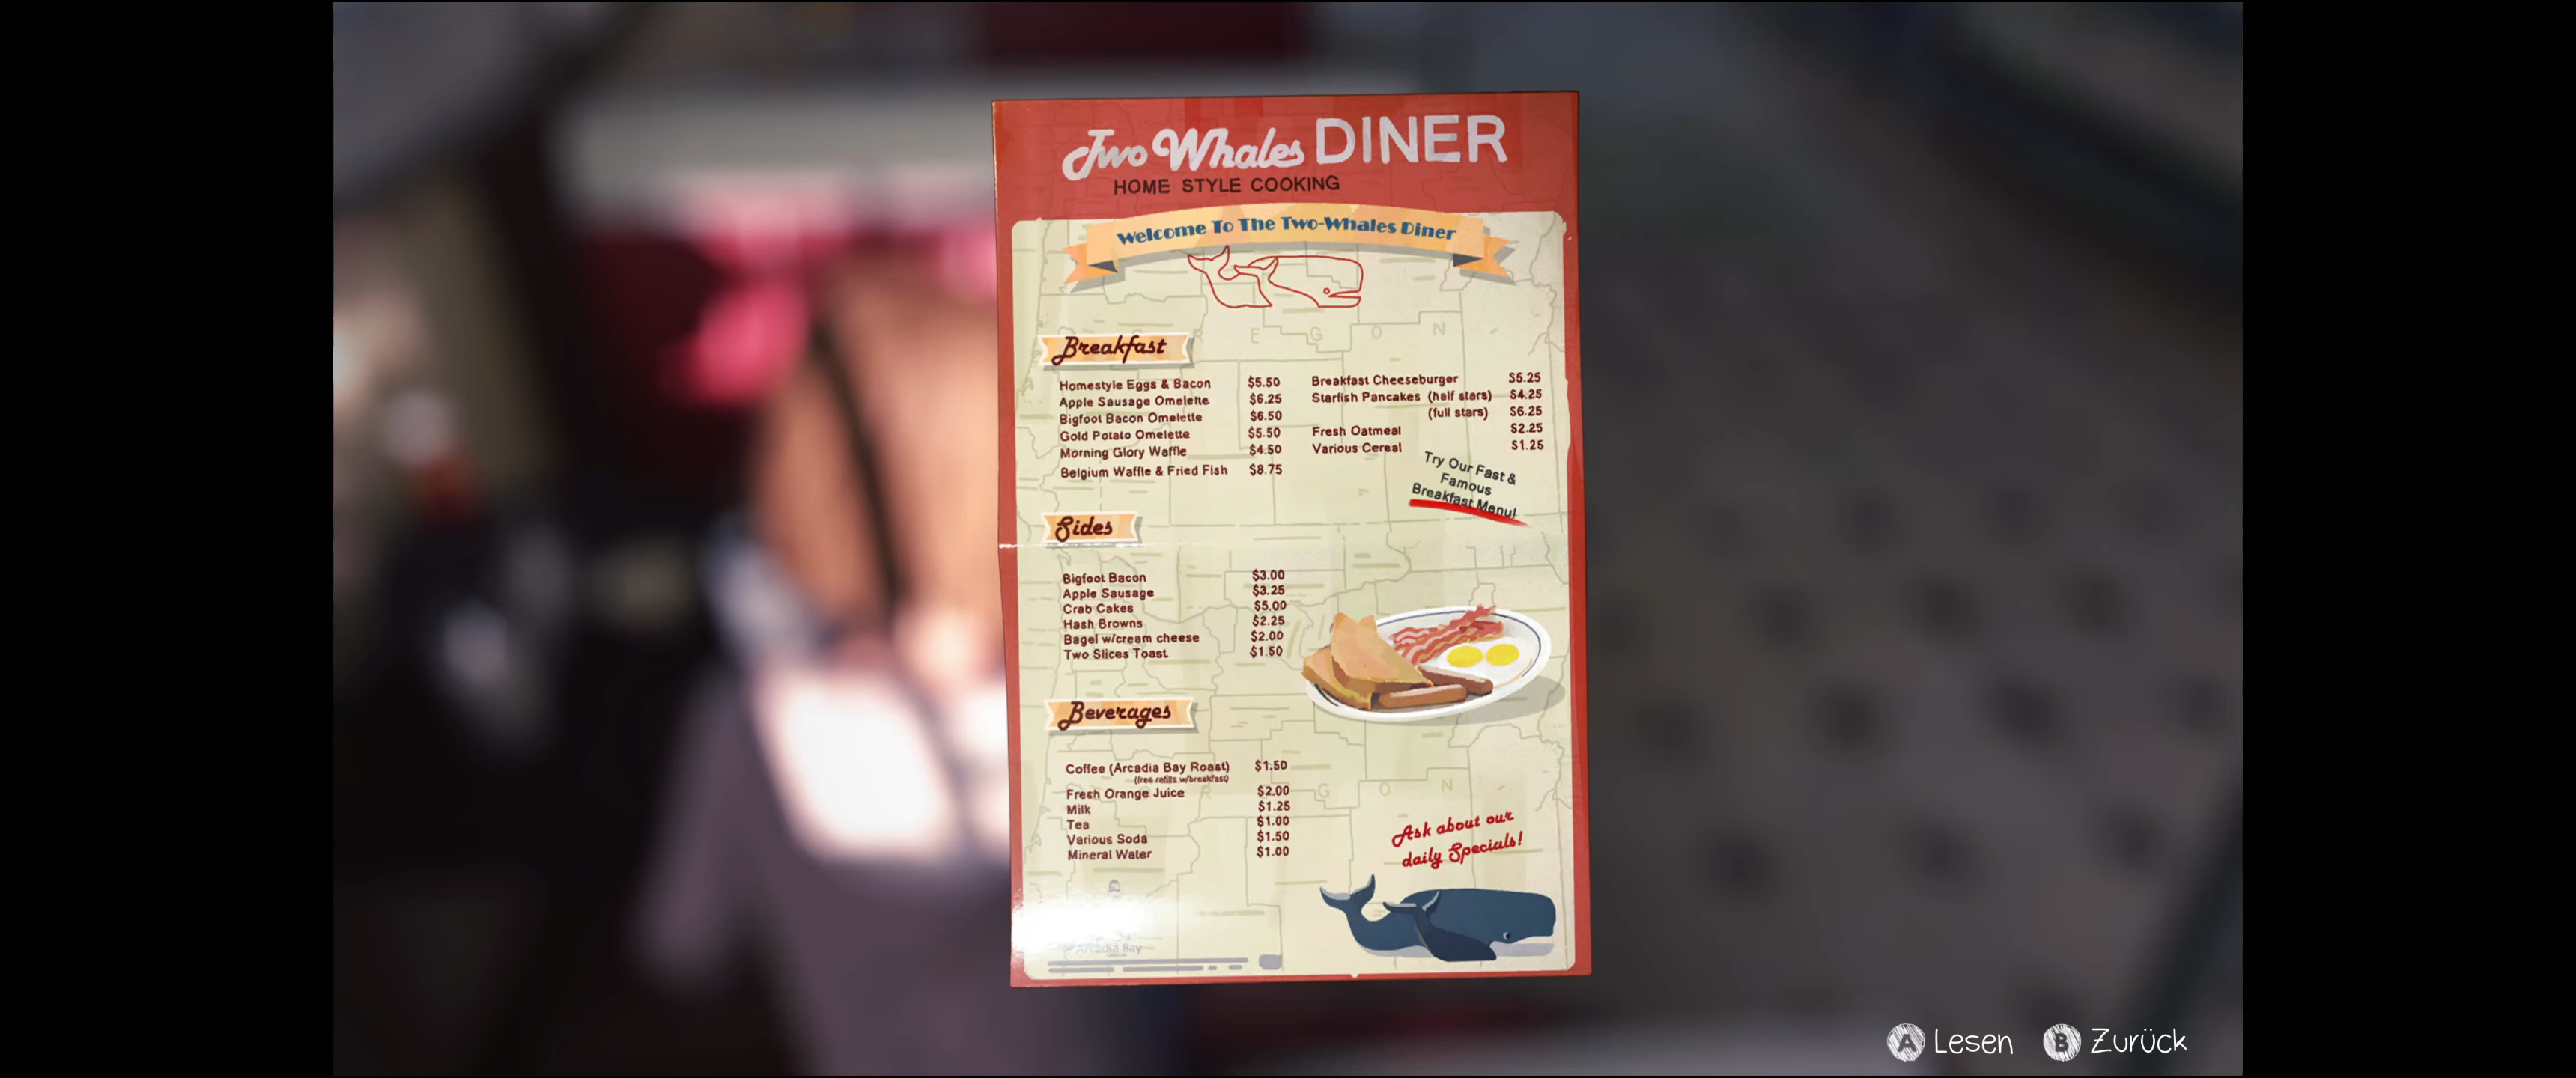 Two Whales DINER
HOME STYLE COOKING
Welcome To The Two-Whales Diner
R E G O N
Breakfast
Homestyle Eggs & Bacon $5.50
Apple Sausage Omelette $6.25
Bigfoot Bacon Omelette $6.50
Gold Potato Omelette $5.50
Morning Glory Waffle $4.50
Belgium Waffle & Fried Fish $8.75
Breakfast Cheeseburger $5.25
Starfish Pancakes (half stars) $4.25
(full stars) $6.25
Fresh Oatmeal $2.25
Various Cereal $1.25
Try Our Fast &
Famous
Breakfast Menu!
Sides
Bigfoot Bacon $3.00
Apple Sausage $3.25
Crab Cakes $5.00
Hash Browns $2.25
Bagel w/cream cheese $2.00
Two Slices Toast $1.50
Beverages
Coffee (Arcadia Bay Roast) $1.50
(free refills w/breakfast)
Fresh Orange Juice $2.00
Milk $1.25
Tea $1.00
Various Soda $1.50
Mineral Water $1.00
R G O N
Ask about our
daily Specials!
Arcadia Bay
A Lesen B Zurück